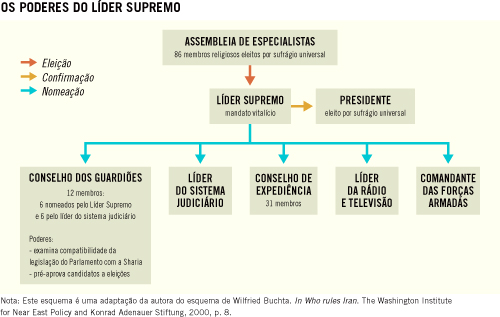 OS PODERES DO LÍDER SUPREMO
ASSEMBLEIA DE ESPECIALISTAS
86 membros religiosos eleitos por sufrágio universal
Eleição
Confirmação
Nomeação
LÍDER SUPREMO
mandato vitalício
PRESIDENTE
eleito por sufrágio universal
CONSELHO DOS GUARDIÕES
12 membros:
6 nomeados pelo Líder Supremo
e 6 pelo líder do sistema judiciário
Poderes:
- examina compatibilidade da
legislação do Parlamento com a Sharia
- pré-aprova candidatos a eleições
LÍDER
DO SISTEMA
JUDICIÁRIO
CONSELHO DE
EXPEDIÊNCIA
31 membros
LÍDER
DA RÁDIO
E TELEVISÃO
COMANDANTE
DAS FORÇAS
ARMADAS
Nota: Este esquema é uma adaptação da autora do esquema de Wilfried Buchta. In Who rules Iran. The Washington Institute
for Near East Policy and Konrad Adenauer Stiftung, 2000, p. 8.